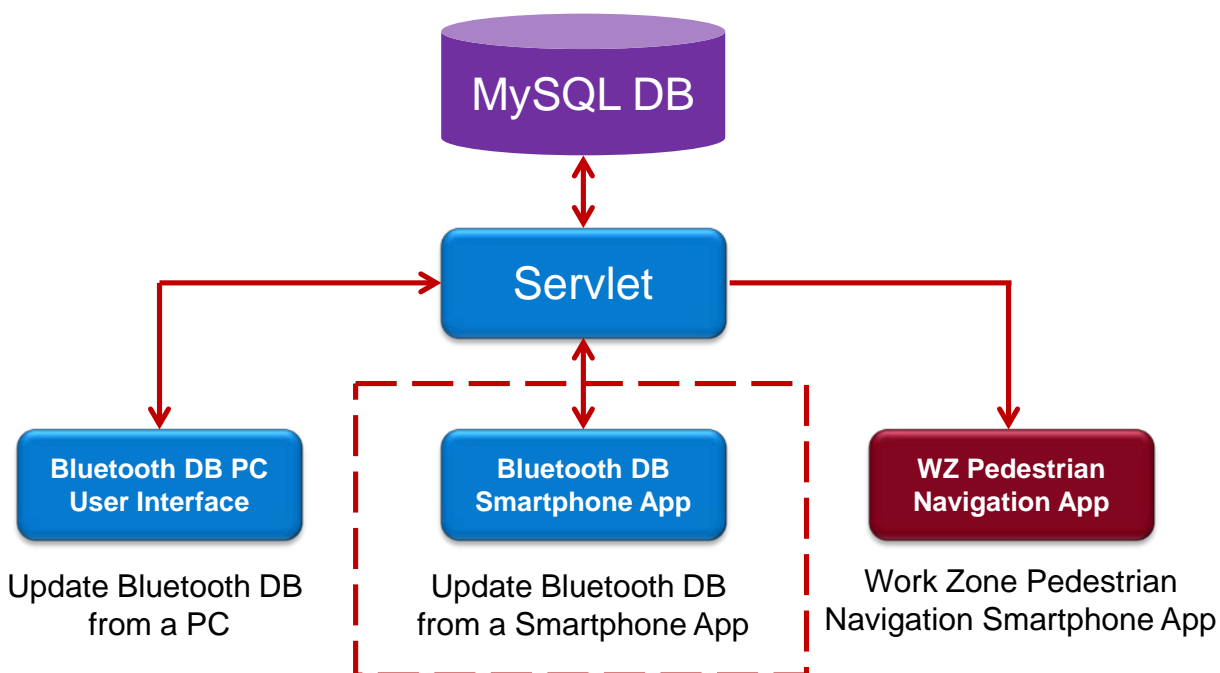 MySQL DB
Servlet
Bluetooth DB PC
User Interface
Bluetooth DB
Smartphone App
WZ Pedestrian
Navigation App
Update Bluetooth DB
from a PC
Update Bluetooth DB
from a Smartphone App
Work Zone Pedestrian
Navigation Smartphone App